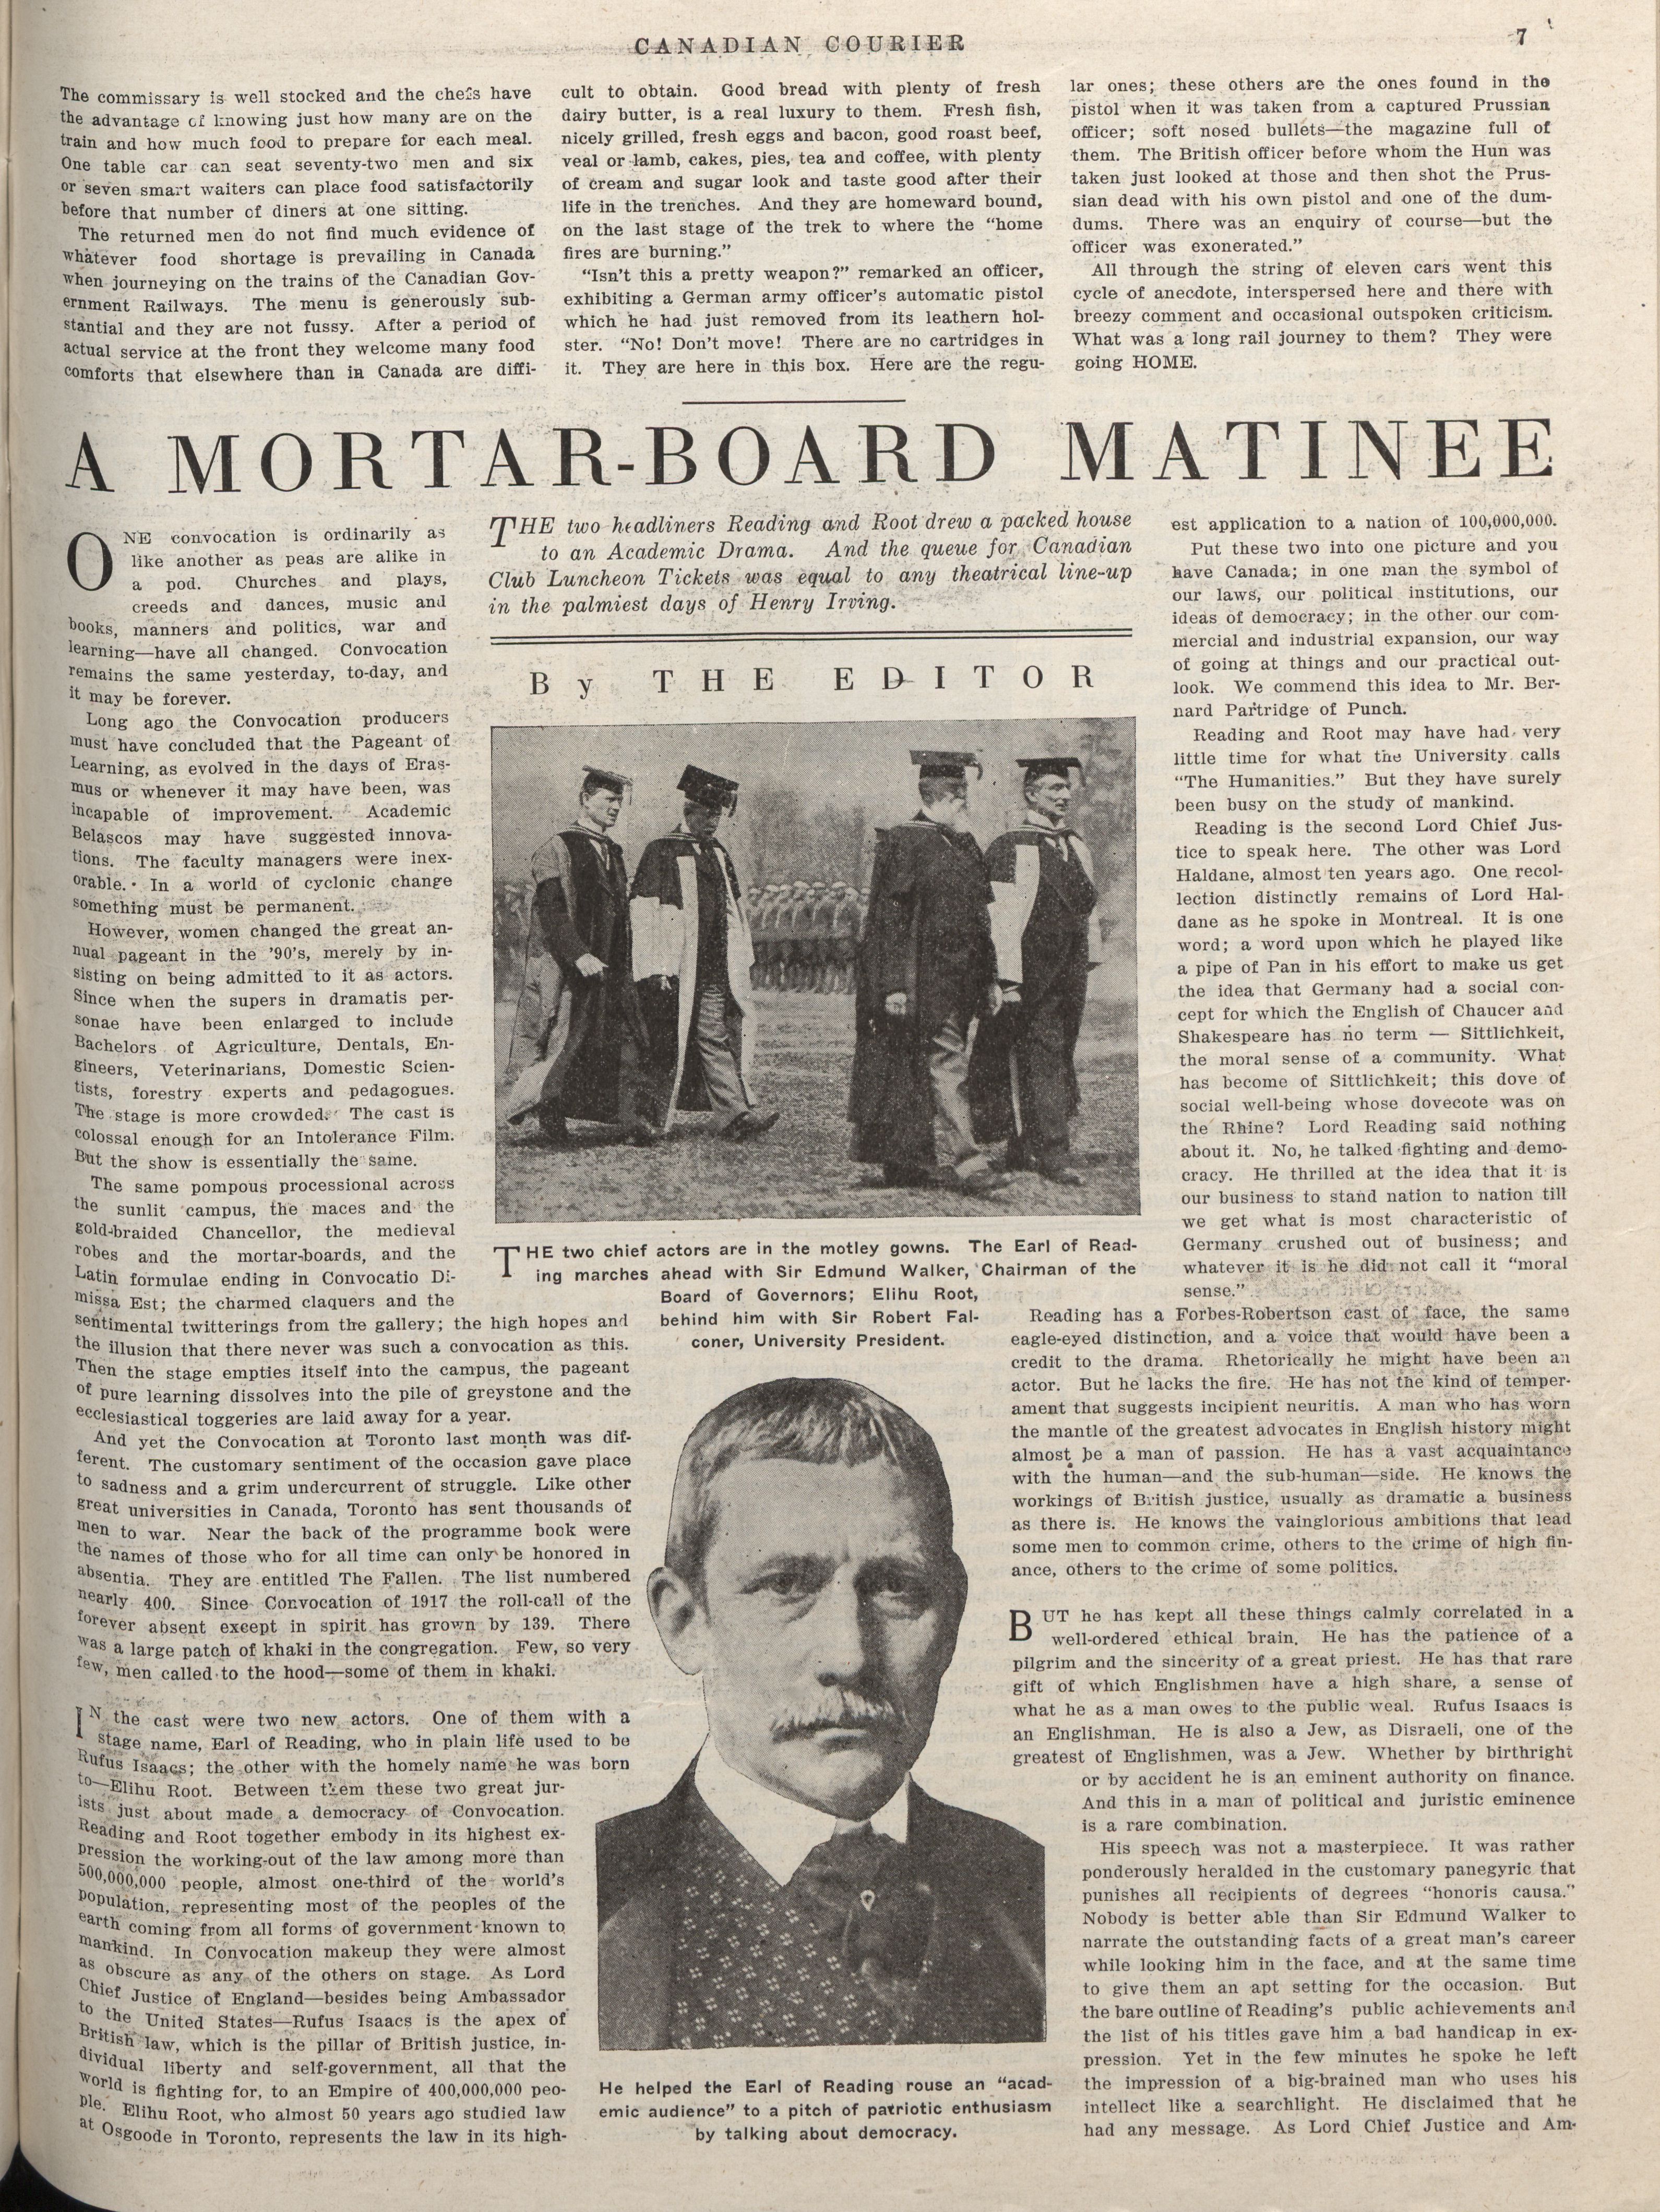 CANADIAN COURIER
7
The commissary is well stocked and the chefs have
the advantage of knowing just how many are on the
train and how much food to prepare for each meal.
One table car can seat seventy-two men and six
or seven smart waiters can place food satisfactorily
before that number of diners at one sitting.
The returned men do not find much evidence of
whatever food shortage is prevailing in Canada
when journeying on the trains of the Canadian Gov-
ernment Railways. The menu is generously sub-
stantial and they are not fussy. After a period of
actual service at the front they welcome many food
comforts that elsewhere than in Canada are diffi-
cult to obtain. Good bread with plenty of fresh
dairy butter, is a real luxury to them. Fresh fish,
nicely grilled, fresh eggs and bacon, good roast beef,
veal or lamb, cakes, pies, tea and coffee, with plenty
of cream and sugar look and taste good after their
life in the trenches. And they are homeward bound,
on the last stage of the trek to where the "home
fires are burning."
"Isn't this a pretty weapon?" remarked an officer,
exhibiting a German army officer's automatic pistol
which he had just removed from its leathern hol-
ster. "No! Don't move! There are no cartridges in
it. They are here in this box. Here are the regu-
lar ones; these others are the ones found in the
pistol when it was taken from a captured Prussian
officer; soft nosed bullets—the magazine full of
them. The British officer before whom the Hun was
taken just looked at those and then shot the Prus-
sian dead with his own pistol and one of the dum-
dums. There was an enquiry of course—but the
officer was exonerated."
All through the string of eleven cars went this
cycle of anecdote, interspersed here and there with
breezy comment and occasional outspoken criticism.
What was a long rail journey to them? They were
going HOME.
A MORTAR-BOARD MATINEE
ONE convocation is ordinarily as
like another as peas are alike in
a pod. Churches and plays,
creeds and dances, music and
books, manners and politics, war and
learning—have all changed. Convocation
remains the same yesterday, to-day, and
it may be forever.
Long ago the Convocation producers
must have concluded that the Pageant of
Learning, as evolved in the days of Eras-
mus or whenever it may have been, was
incapable of improvement. Academic
Belascos may have suggested innova-
tions. The faculty managers were inex-
orable. In a world of cyclonic change
something must be permanent.
However, women changed the great an-
nual pageant in the '90's, merely by in-
sisting on being admitted to it as actors.
Since when the supers in dramatis per-
sonae have been enlarged to include
Bachelors of Agriculture, Dentals, En-
gineers, Veterinarians, Domestic Scien-
tists, forestry experts and pedagogues.
The stage is more crowded. The cast is
colossal enough for an Intolerance Film.
But the show is essentially the same.
The same pompous processional across
the sunlit campus, the maces and the
gold-braided Chancellor, the medieval
robes and the mortar-boards, and the
Latin formulae ending in Convocatio Di-
missa Est; the charmed claquers and the
sentimental twitterings from the gallery; the high hopes and
the illusion that there never was such a convocation as this.
Then the stage empties itself into the campus, the pageant
of pure learning dissolves into the pile of greystone and the
ecclesiastical toggeries are laid away for a year.
And yet the Convocation at Toronto last month was dif-
ferent. The customary sentiment of the occasion gave place
to sadness and a grim undercurrent of struggle. Like other
great universities in Canada, Toronto has sent thousands of
men to war. Near the back of the programme book were
the names of those who for all time can only be honored in
absentia. They are entitled The Fallen. The list numbered
nearly 400. Since Convocation of 1917 the roll-call of the
forever absent except in spirit has grown by 139. There
was a large patch of khaki in the congregation. Few, so very
few, men called to the hood—some of them in khaki.
IN the cast were two new actors. One of them with a
stage name, Earl of Reading, who in plain life used to be
Rufus Isaacs; the other with the homely name he was born
to—Elihu Root. Between them these two great jur-
ists just about made a democracy of Convocation.
Reading and Root together embody in its highest ex-
pression the working-out of the law among more than
500,000,000 people, almost one-third of the world's
population, representing most of the peoples of the
earth coming from all forms of government known to
mankind. In Convocation makeup they were almost
as obscure as any of the others on stage. As Lord
Chief Justice of England—besides being Ambassador
to the United States—Rufus Isaacs is the apex of
British law, which is the pillar of British justice, in-
dividual liberty and self-government, all that the
world is fighting for, to an Empire of 400,000,000 peo-
ple. Elihu Root, who almost 50 years ago studied law
at Osgoode in Toronto, represents the law in its high-
THE two headliners Reading and Root drew a packed house
to an Academic Drama. And the queue for Canadian
Club Luncheon Tickets was equal to any theatrical line-up
in the palmiest days of Henry Irving.
By THE EDITOR
THE two chief actors are in the motley gowns. The Earl of Read-
ing marches ahead with Sir Edmund Walker, Chairman of the
Board of Governors; Elihu Root,
behind him with Sir Robert Fal-
coner, University President.
He helped the Earl of Reading rouse an "acad-
emic audience" to a pitch of patriotic enthusiasm
by talking about democracy.
est application to a nation of 100,000,000.
Put these two into one picture and you
have Canada; in one man the symbol of
our laws, our political institutions, our
ideas of democracy; in the other our com-
mercial and industrial expansion, our way
of going at things and our practical out-
look. We commend this idea to Mr. Ber-
nard Partridge of Punch.
Reading and Root may have had very
little time for what the University calls
"The Humanities." But they have surely
been busy on the study of mankind.
Reading is the second Lord Chief Jus-
tice to speak here. The other was Lord
Haldane, almost ten years ago. One recol-
lection distinctly remains of Lord Hal-
dane as he spoke in Montreal. It is one
word; a word upon which he played like
a pipe of Pan in his effort to make us get
the idea that Germany had a social con-
cept for which the English of Chaucer and
Shakespeare has no term — Sittlichkeit,
the moral sense of a community. What
has become of Sittlichkeit; this dove of
social well-being whose dovecote was on
the Rhine? Lord Reading said nothing
about it. No, he talked fighting and demo-
cracy. He thrilled at the idea that it is
our business to stand nation to nation till
we get what is most characteristic of
Germany crushed out of business; and
whatever it is he did not call it "moral
sense."
Reading has a Forbes-Robertson cast of face, the same
eagle-eyed distinction, and a voice that would have been a
credit to the drama. Rhetorically he might have been an
actor. But he lacks the fire. He has not the kind of temper-
ament that suggests incipient neuritis. A man who has worn
the mantle of the greatest advocates in English history might
almost be a man of passion. He has a vast acquaintance
with the human—and the sub-human—side. He knows the
workings of British justice, usually as dramatic a business
as there is. He knows the vainglorious ambitions that lead
some men to common crime, others to the crime of high fin-
ance, others to the crime of some politics.
BUT he has kept all these things calmly correlated in a
well-ordered ethical brain. He has the patience of a
pilgrim and the sincerity of a great priest. He has that rare
gift of which Englishmen have a high share, a sense of
what he as a man owes to the public weal. Rufus Isaacs is
an Englishman. He is also a Jew, as Disraeli, one of the
greatest of Englishmen, was a Jew. Whether by birthright
or by accident he is an eminent authority on finance.
And this in a man of political and juristic eminence
is a rare combination.
His speech was not a masterpiece. It was rather
ponderously heralded in the customary panegyric that
punishes all recipients of degrees "honoris causa."
Nobody is better able than Sir Edmund Walker to
narrate the outstanding facts of a great man's career
while looking him in the face, and at the same time
to give them an apt setting for the occasion. But
the bare outline of Reading's public achievements and
the list of his titles gave him a bad handicap in ex-
pression. Yet in the few minutes he spoke he left
the impression of a big-brained man who uses his
intellect like a searchlight. He disclaimed that he
had any message. As Lord Chief Justice and Am-